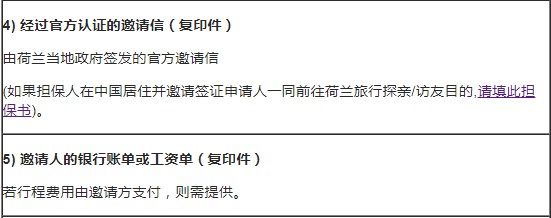 4) 经过官方认证的邀请信（复印件）
由荷兰当地政府签发的官方邀请信
(如果担保人在中国居住并邀请签证申请人一同前往荷兰旅行探亲/访友目的,请填此担
保书)。
5) 邀请人的银行账单或工资单（复印件）
若行程费用由邀请方支付，则需提供。